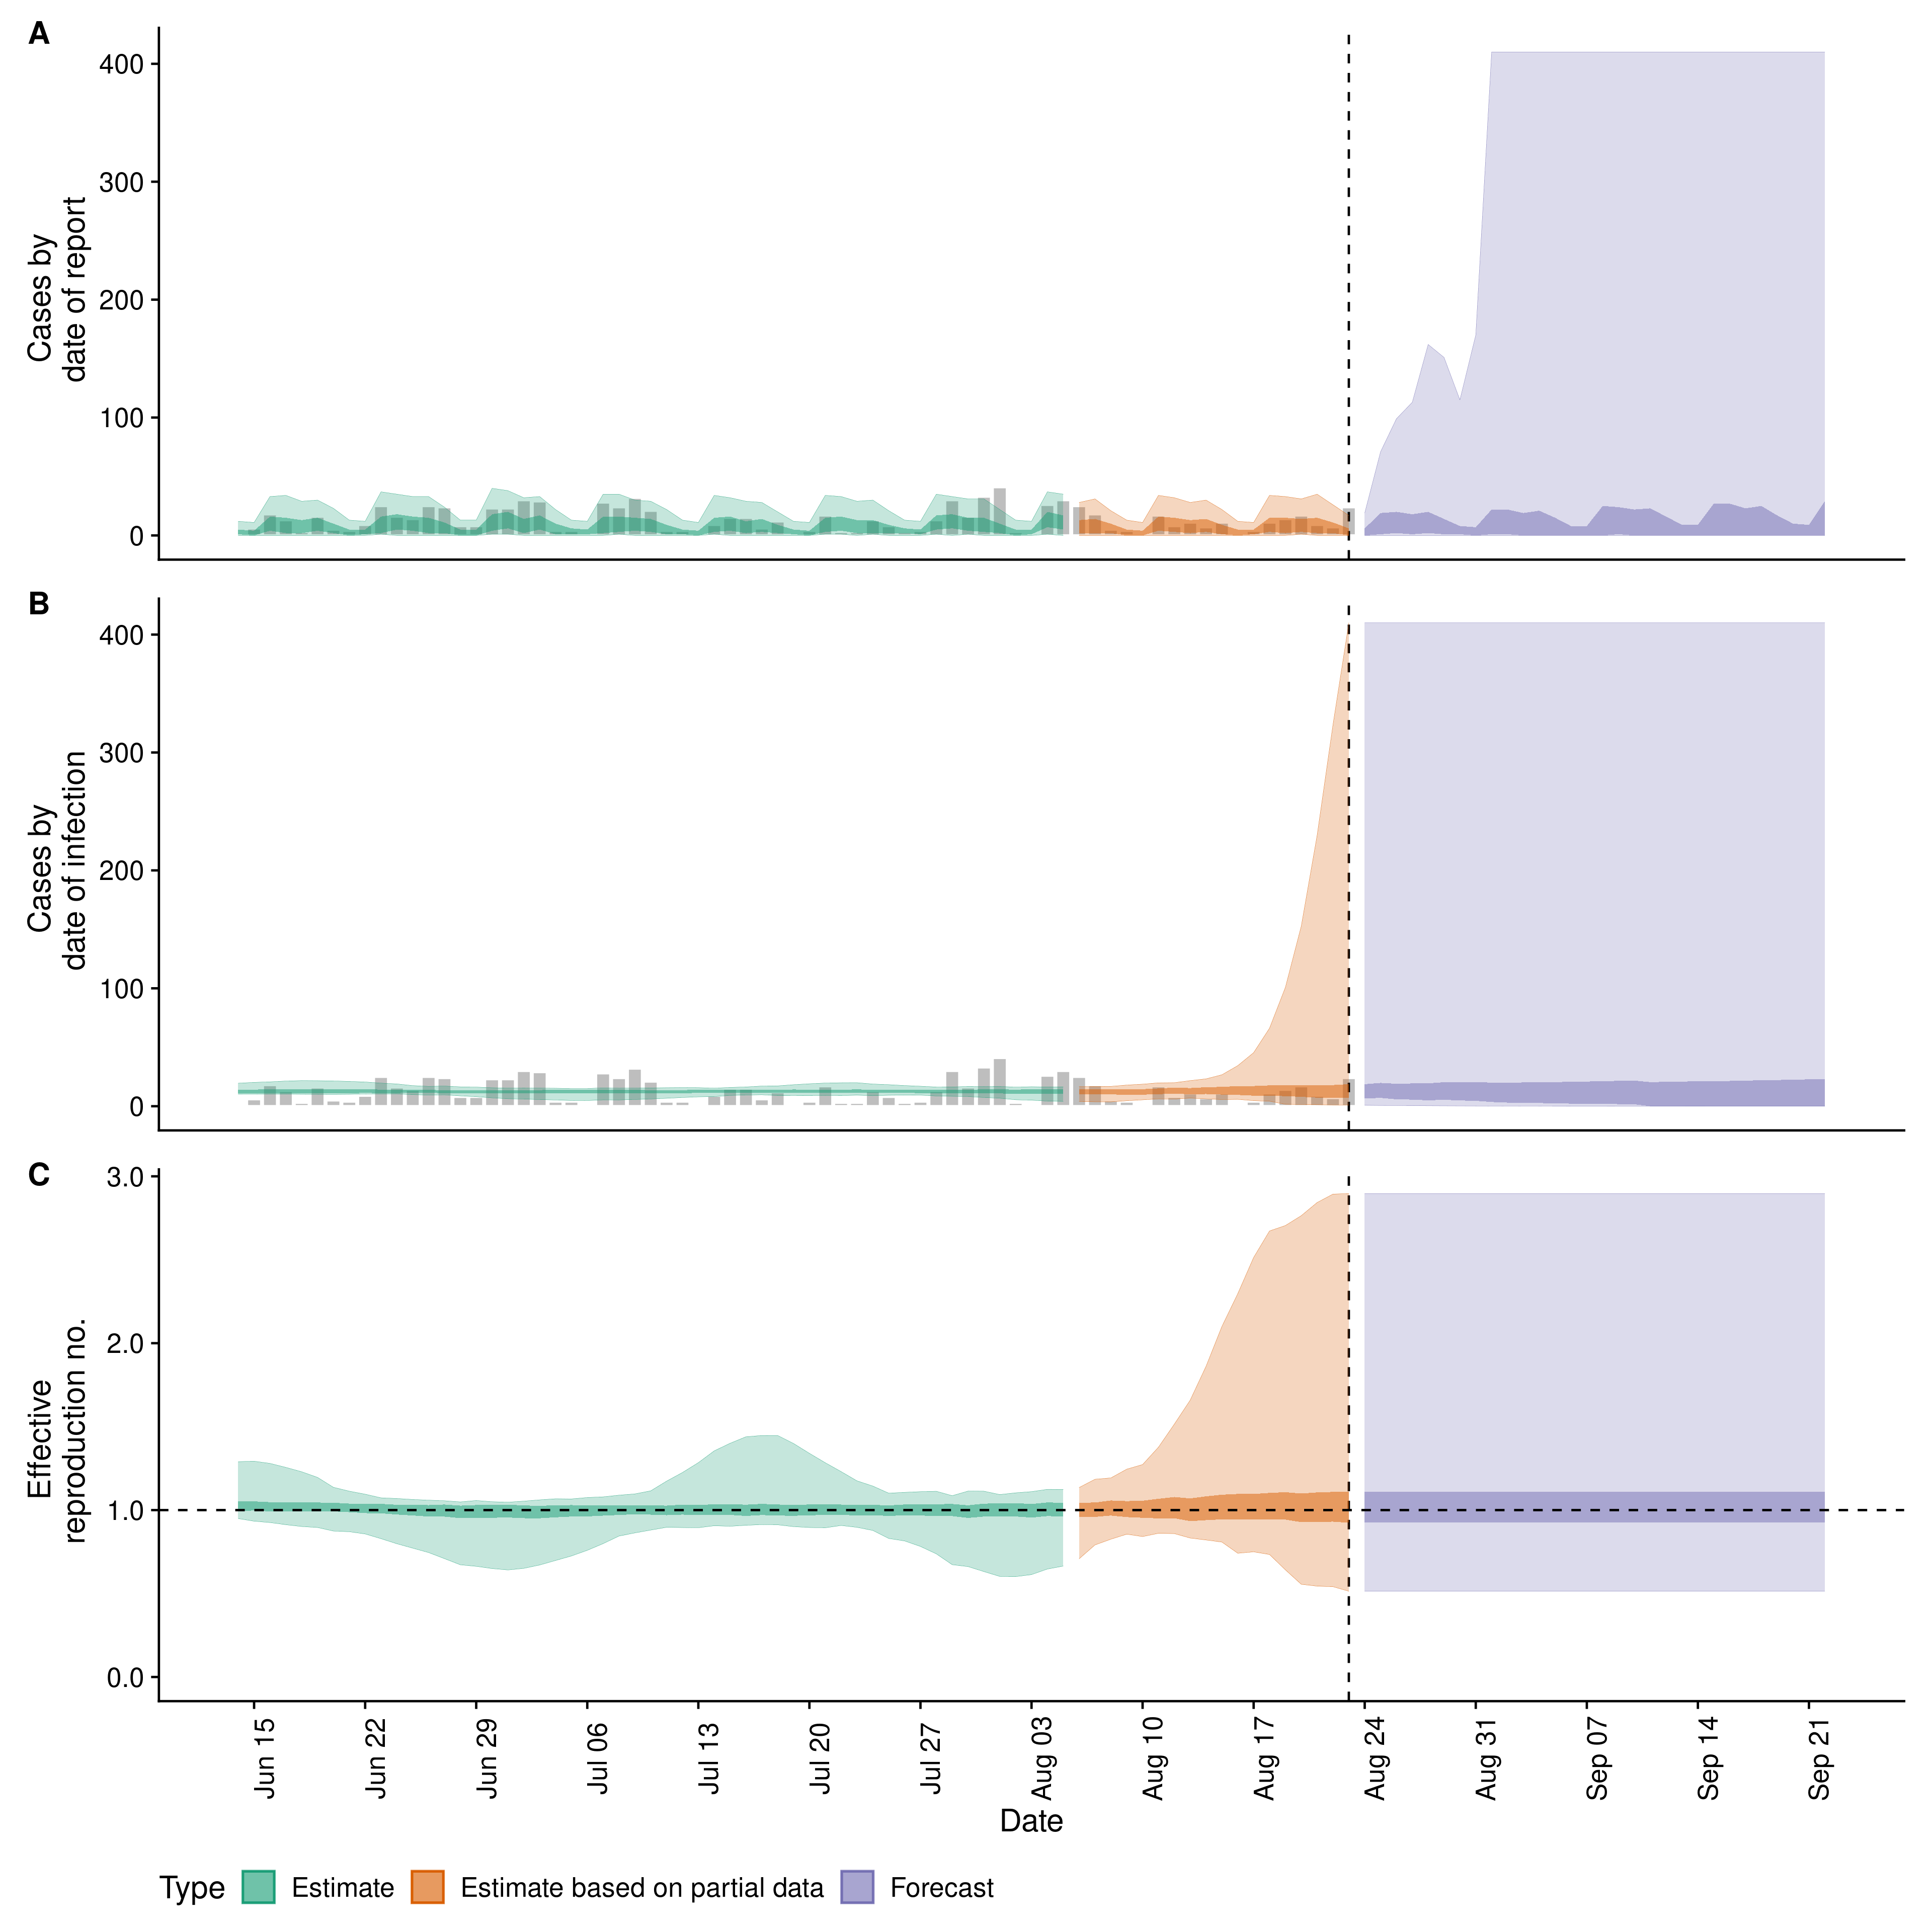 A
400
300
200
100
0
Cases by
date of report
B
400
300
200
100
0
Cases by
date of infection
C
3.0
2.0
1.0
0.0
Effective
reproduction no.
Jun 15
Jun 22
Jun 29
Jul 06
Jul 13
Jul 20
Jul 27
Aug 03
Aug 10
Aug 17
Aug 24
Aug 31
Sep 07
Sep 14
Sep 21
Date
Type Estimate Estimate based on partial data Forecast